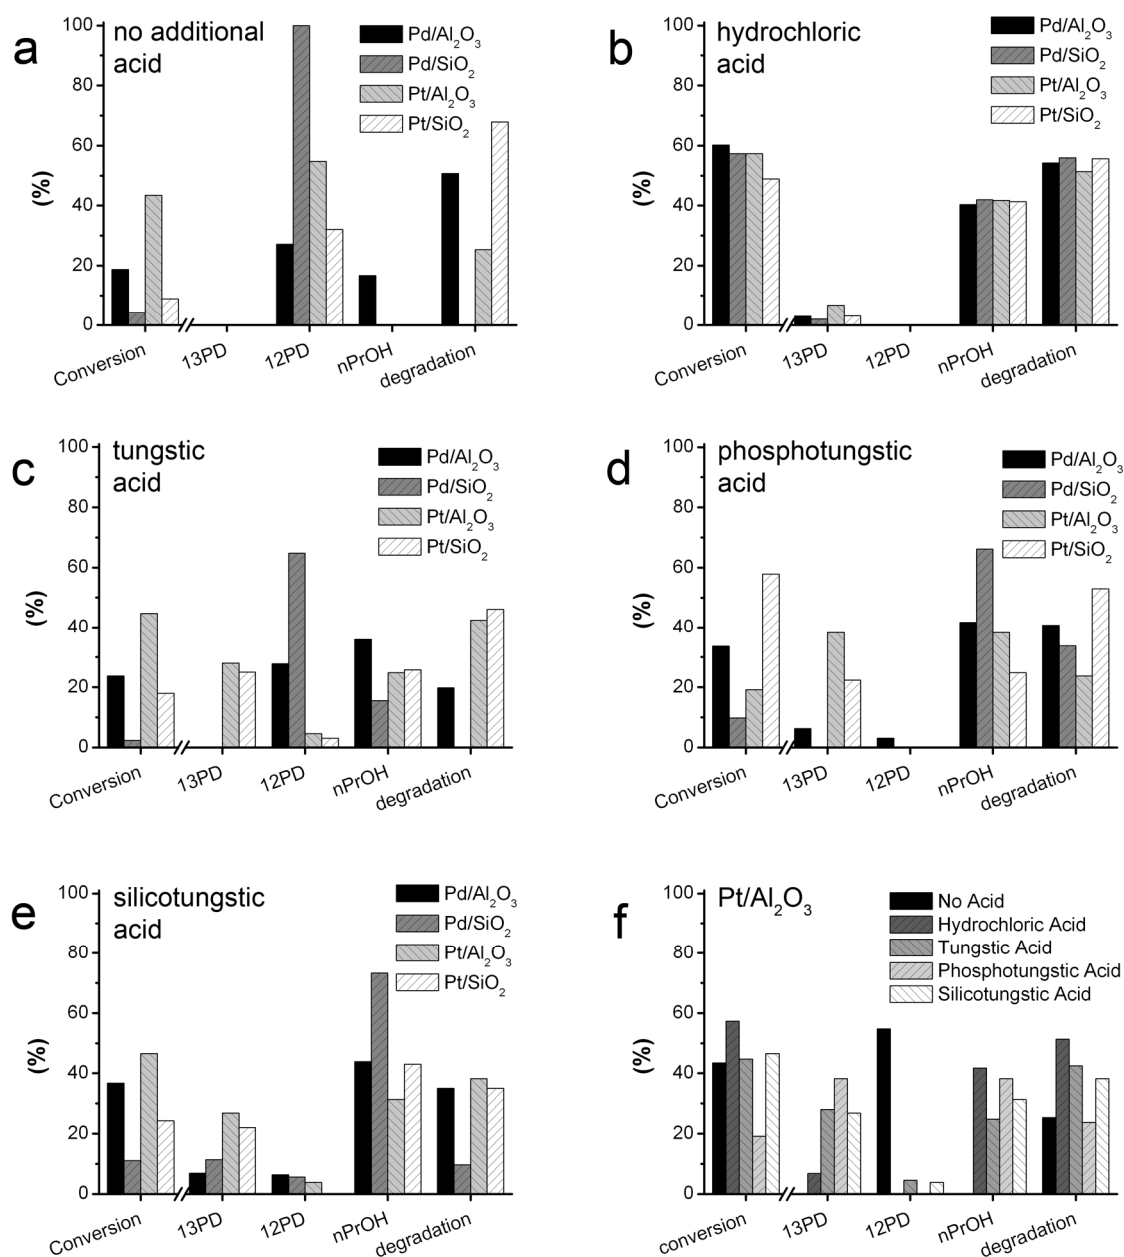 a
no additional
acid
Pd/Al₂O₃
Pd/SiO₂
Pt/Al₂O₃
Pt/SiO₂
100
80
60
40
20
0
(%)
Conversion
13PD
12PD
nPrOH
degradation
b
hydrochloric
acid
Pd/Al₂O₃
Pd/SiO₂
Pt/Al₂O₃
Pt/SiO₂
100
80
60
40
20
0
(%)
Conversion
13PD
12PD
nPrOH
degradation
c
tungstic
acid
Pd/Al₂O₃
Pd/SiO₂
Pt/Al₂O₃
Pt/SiO₂
100
80
60
40
20
0
(%)
Conversion
13PD
12PD
nPrOH
degradation
d
phosphotungstic
acid
Pd/Al₂O₃
Pd/SiO₂
Pt/Al₂O₃
Pt/SiO₂
100
80
60
40
20
0
(%)
Conversion
13PD
12PD
nPrOH
degradation
e
silicotungstic
acid
Pd/Al₂O₃
Pd/SiO₂
Pt/Al₂O₃
Pt/SiO₂
100
80
60
40
20
0
(%)
Conversion
13PD
12PD
nPrOH
degradation
f
Pt/Al₂O₃
No Acid
Hydrochloric Acid
Tungstic Acid
Phosphotungstic Acid
Silicotungstic Acid
100
80
60
40
20
0
(%)
conversion
13PD
12PD
nPrOH
degradation